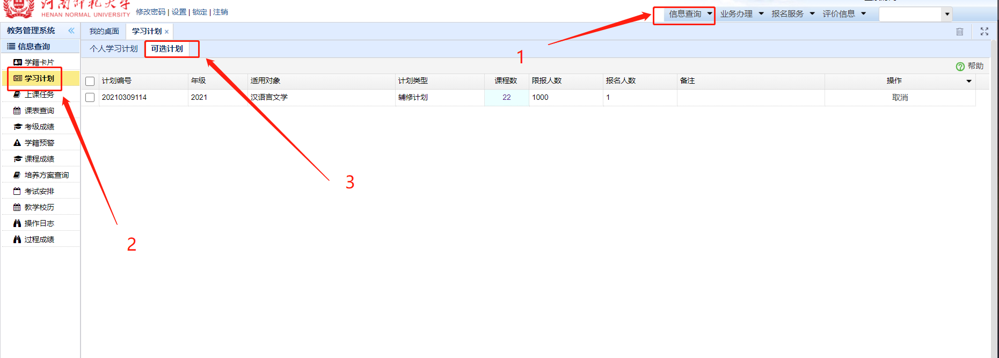 河南师范大学
HENAN NORMAL UNIVERSITY
修改密码 | 设置 | 锁定 | 注销
信息查询 业务办理 报名服务 评价信息
教务管理系统
我的桌面 学习计划 ×
信息查询
个人学习计划 可选计划
1
学籍卡片
学习计划
上课任务
课表查询
考级成绩
学籍预警
课程成绩
培养方案查询
考试安排
教学校历
操作日志
过程成绩
帮助
计划编号 年级 适用对象 计划类型 课程数 限报人数 报名人数 备注 操作
20210309114 2021 汉语言文学 辅修计划 22 1000 1 取消
3
2